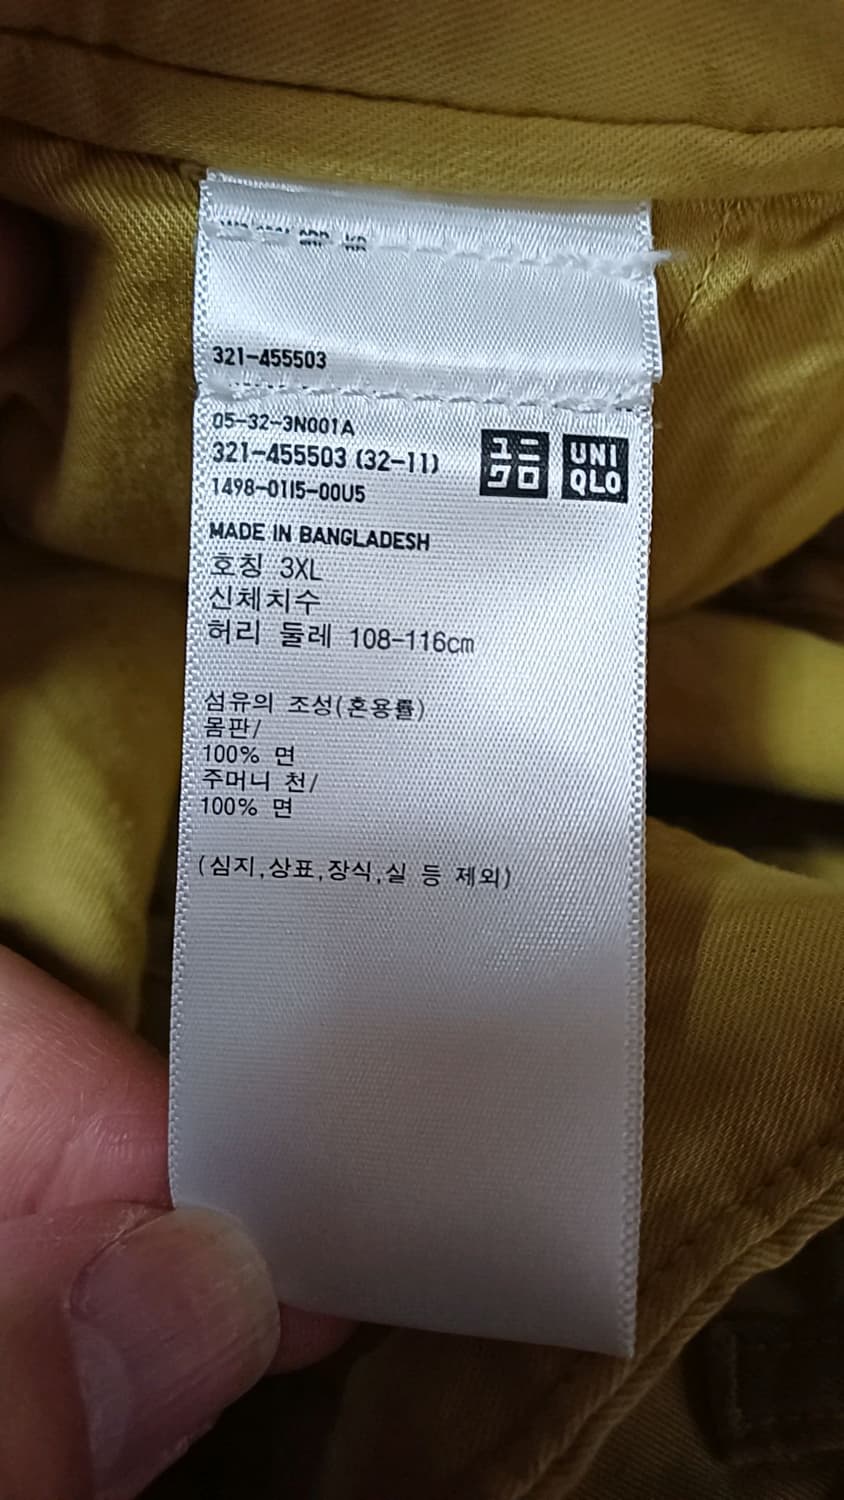 321-455503
05-32-3N001A
321-455503 (32-11)
1498-0115-00U5
ユニ
クロ
UNI
QLO
MADE IN BANGLADESH
호칭 3XL
신체치수
허리 둘레 108-116cm
섬유의 조성(혼용률)
몸판/
100% 면
주머니 천/
100% 면
(심지,상표,장식,실 등 제외)